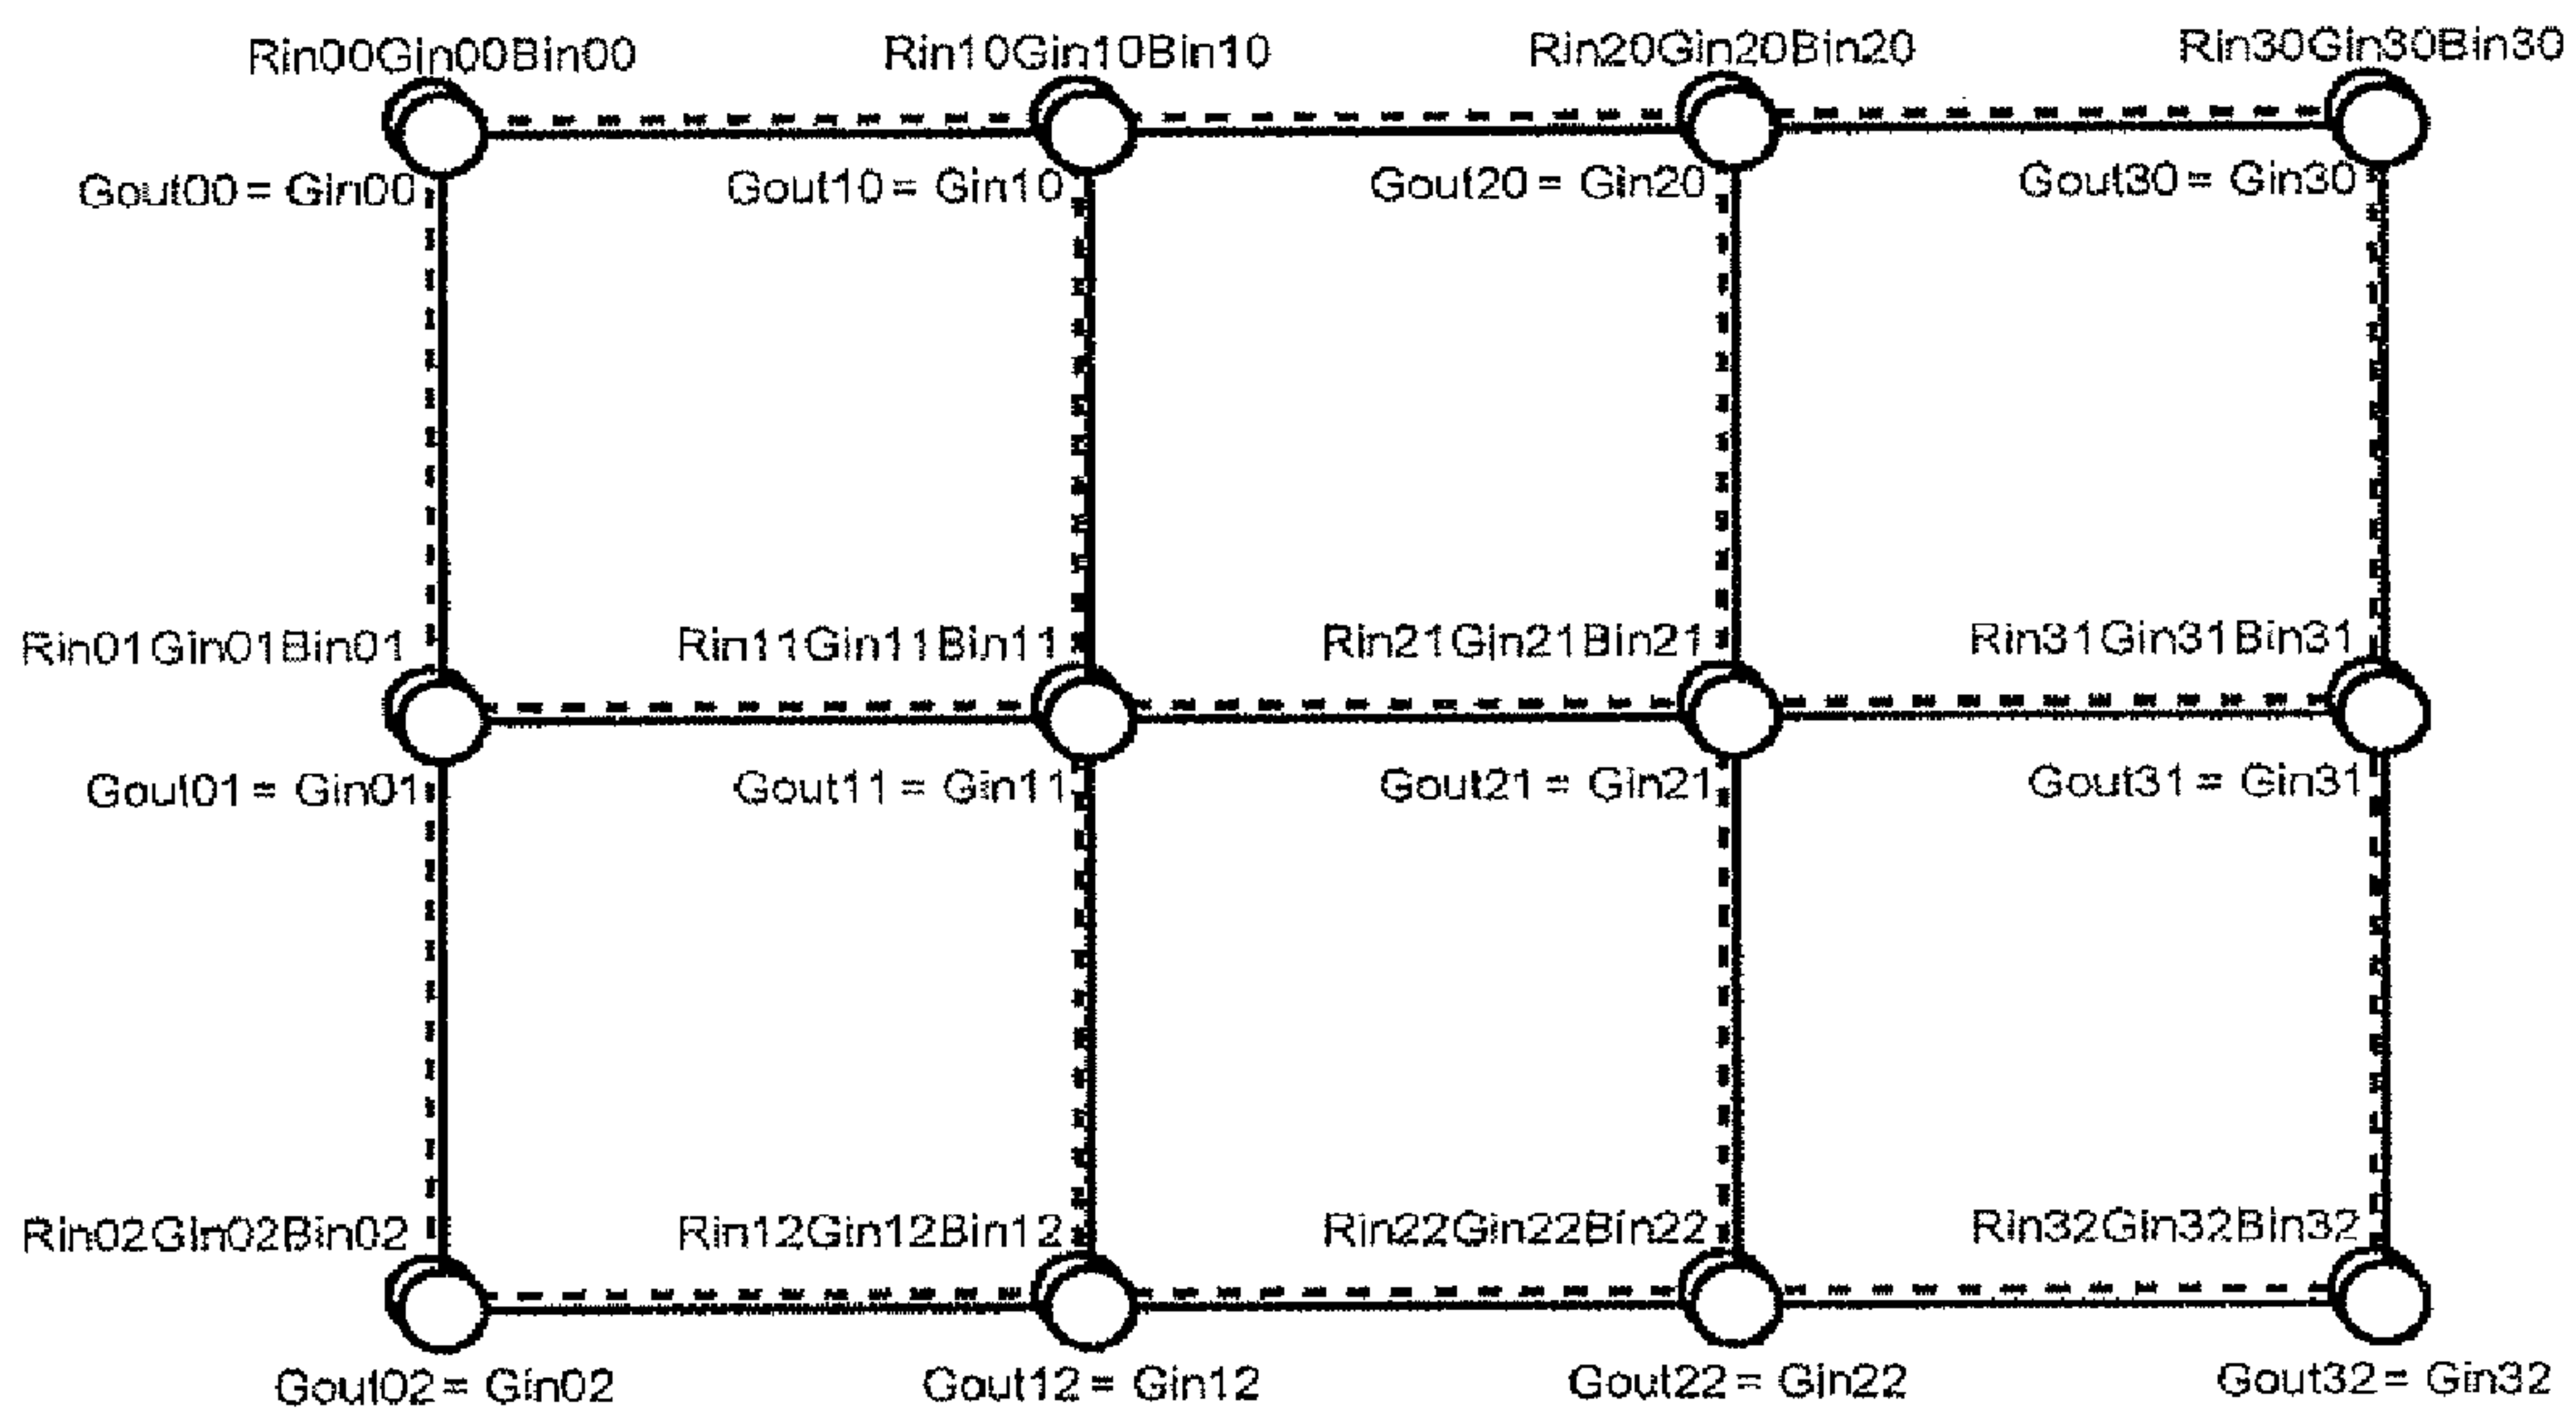 Rin00Gin00Bin00 Rin10Gin10Bin10 Rin20Gin20Bin20 Rin30Gin30Bin30
Gout00 = Gin00 Gout10 = Gin10 Gout20 = Gin20 Gout30 = Gin30
Rin01Gin01Bin01 Rin11Gin11Bin11 Rin21Gin21Bin21 Rin31Gin31Bin31
Gout01 = Gin01 Gout11 = Gin11 Gout21 = Gin21 Gout31 = Gin31
Rin02Gin02Bin02 Rin12Gin12Bin12 Rin22Gin22Bin22 Rin32Gin32Bin32
Gout02 = Gin02 Gout12 = Gin12 Gout22 = Gin22 Gout32 = Gin32